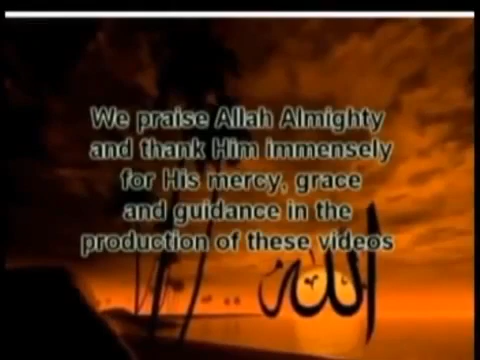 We praise Allah Almighty
and thank Him immensely
for His mercy, grace
and guidance in the
production of these videos
الله